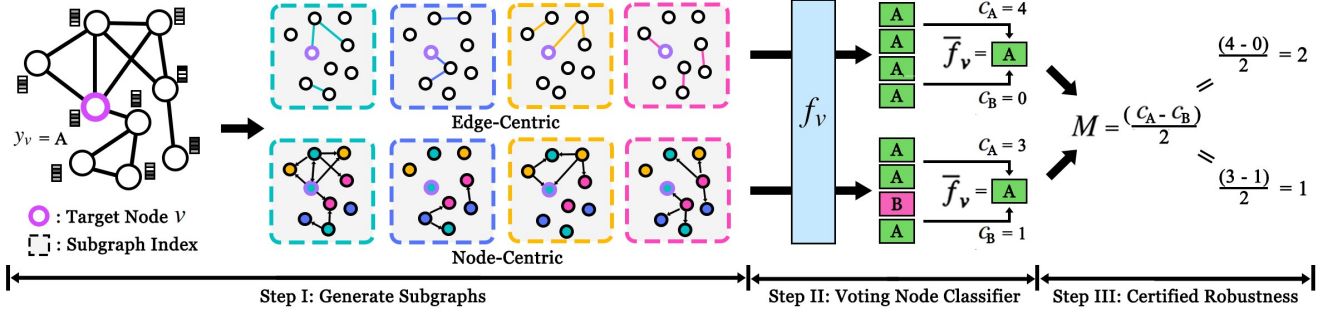 y_v = A
: Target Node v
: Subgraph Index
Edge-Centric
Node-Centric
f_v
A
A
A
A
C_A = 4
f̅_v = A
C_B = 0
A
A
B
A
C_A = 3
f̅_v = A
C_B = 1
M = (C_A - C_B) / 2
= (4 - 0) / 2 = 2
= (3 - 1) / 2 = 1
Step I: Generate Subgraphs
Step II: Voting Node Classifier
Step III: Certified Robustness